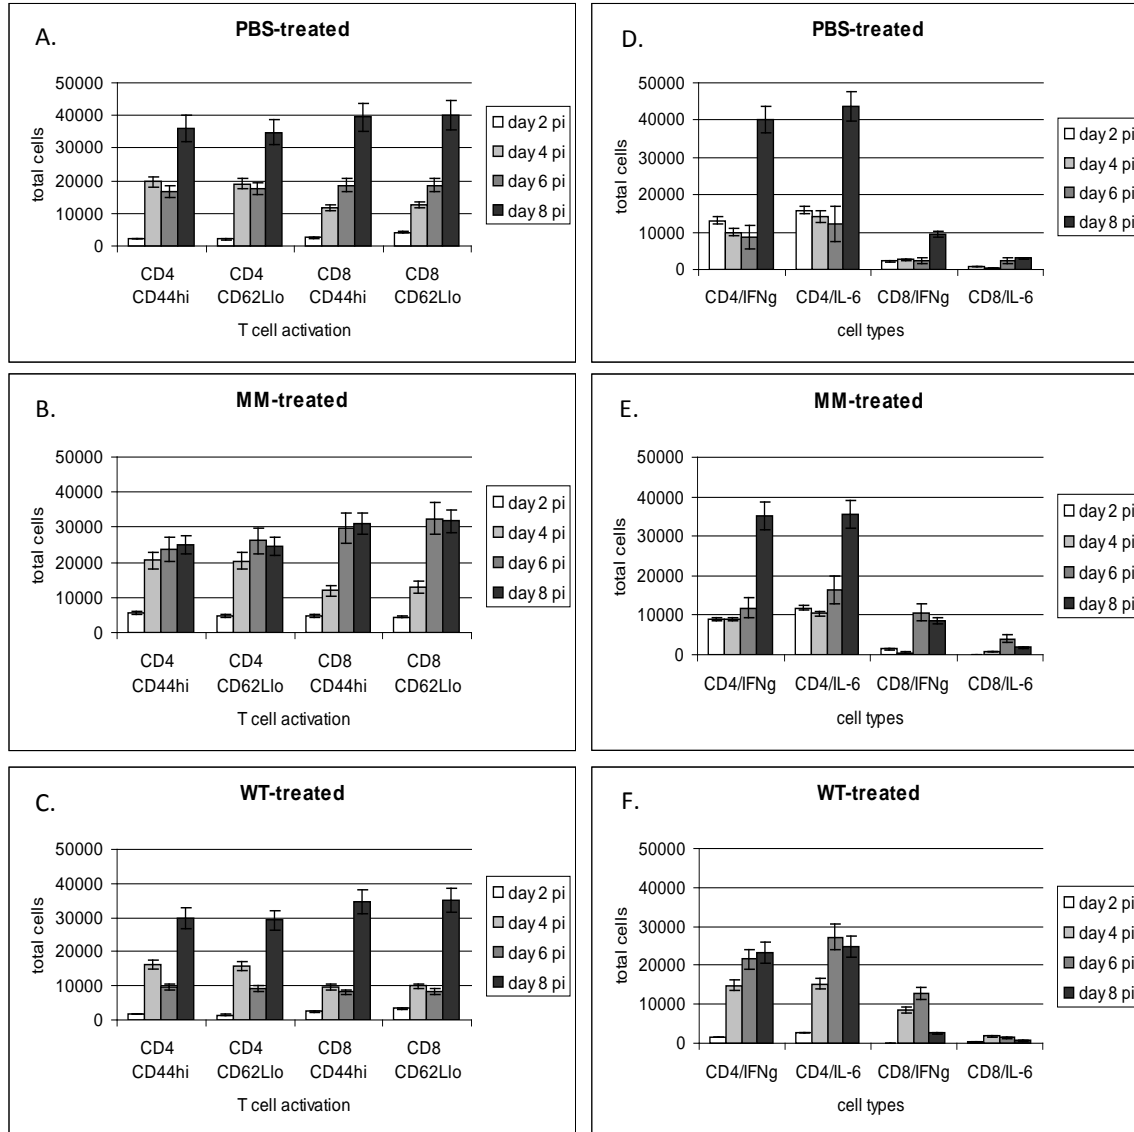 A.
PBS-treated
total cells
50000
40000
30000
20000
10000
0
CD4 CD4 CD8 CD8
CD44hi CD62Llo CD44hi CD62Llo
T cell activation
day 2 pi
day 4 pi
day 6 pi
day 8 pi
D.
PBS-treated
total cells
50000
40000
30000
20000
10000
0
CD4/IFNg CD4/IL-6 CD8/IFNg CD8/IL-6
cell types
day 2 pi
day 4 pi
day 6 pi
day 8 pi
B.
MM-treated
total cells
50000
40000
30000
20000
10000
0
CD4 CD4 CD8 CD8
CD44hi CD62Llo CD44hi CD62Llo
T cell activation
day 2 pi
day 4 pi
day 6 pi
day 8 pi
E.
MM-treated
total cells
50000
40000
30000
20000
10000
0
CD4/IFNg CD4/IL-6 CD8/IFNg CD8/IL-6
cell types
day 2 pi
day 4 pi
day 6 pi
day 8 pi
C.
WT-treated
total cells
50000
40000
30000
20000
10000
0
CD4 CD4 CD8 CD8
CD44hi CD62Llo CD44hi CD62Llo
T cell activation
day 2 pi
day 4 pi
day 6 pi
day 8 pi
F.
WT-treated
total cells
50000
40000
30000
20000
10000
0
CD4/IFNg CD4/IL-6 CD8/IFNg CD8/IL-6
cell types
day 2 pi
day 4 pi
day 6 pi
day 8 pi